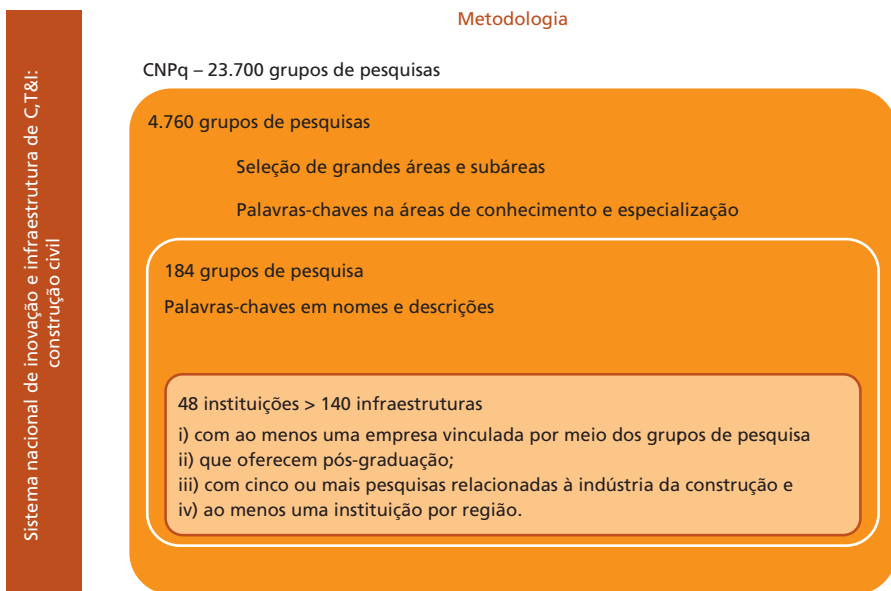 Metodologia
Sistema nacional de inovação e infraestrutura de C,T&I:
construção civil
CNPq – 23.700 grupos de pesquisas
4.760 grupos de pesquisas
Seleção de grandes áreas e subáreas
Palavras-chaves na áreas de conhecimento e especialização
184 grupos de pesquisa
Palavras-chaves em nomes e descrições
48 instituições > 140 infraestruturas
i) com ao menos uma empresa vinculada por meio dos grupos de pesquisa
ii) que oferecem pós-graduação;
iii) com cinco ou mais pesquisas relacionadas à indústria da construção e
iv) ao menos uma instituição por região.